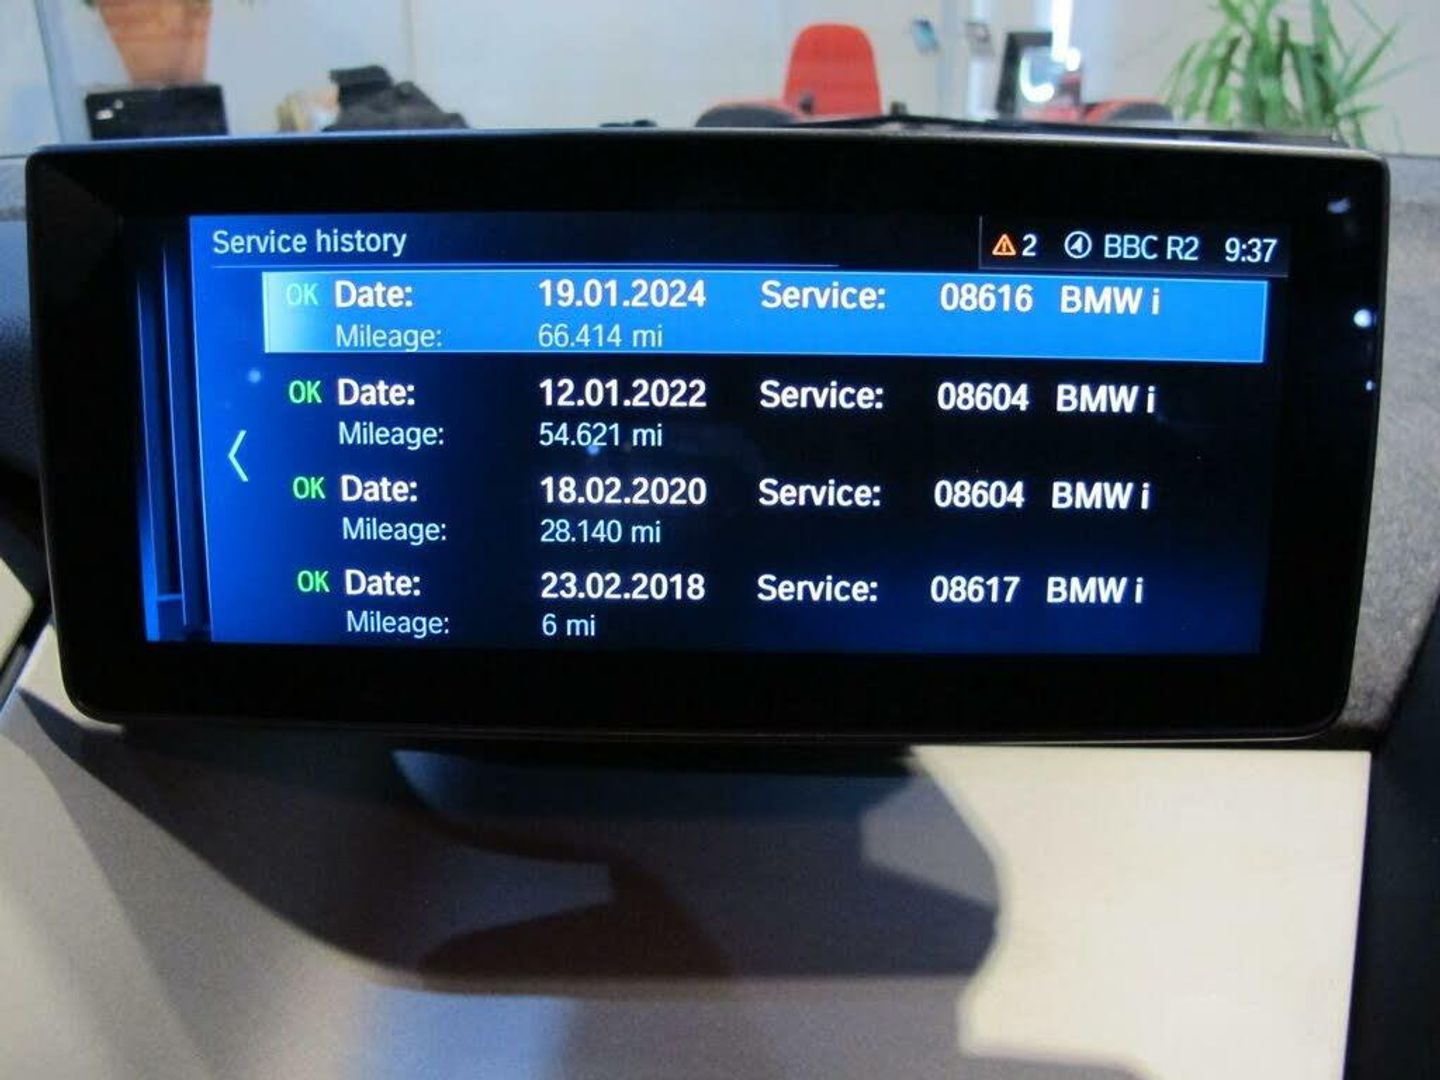 Service history 2 BBC R2 9:37
OK Date: 19.01.2024 Service: 08616 BMW i
Mileage: 66.414 mi
OK Date: 12.01.2022 Service: 08604 BMW i
Mileage: 54.621 mi
OK Date: 18.02.2020 Service: 08604 BMW i
Mileage: 28.140 mi
OK Date: 23.02.2018 Service: 08617 BMW i
Mileage: 6 mi